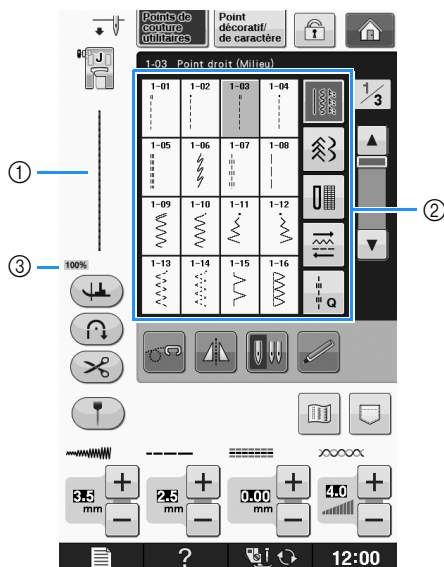 Points de couture utilitaires
Point décoratif/ de caractère
J
1-03 Point droit (Milieu)
1-01 1-02 1-03 1-04
1/3
1-05 1-06 1-07 1-08
① ②
1-09 1-10 1-11 1-12
③ 100%
1-13 1-14 1-15 1-16
Q
3.5 mm + −
2.5 mm + −
0.00 mm + −
4.0 + −
? 12:00